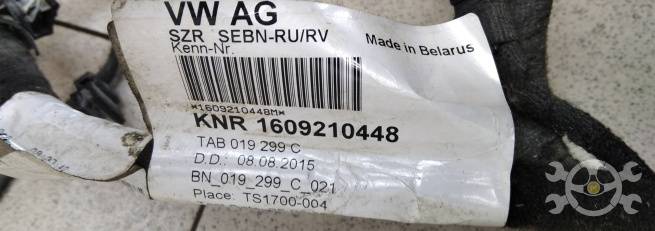 VW AG
SZR SEBN-RU/RV
Kenn-Nr.
Made in Belarus
*1609210448M*
KNR 1609210448
TAB 019 299 C
D.D.: 08.08.2015
BN_019_299_C_021
Place: TS1700-004